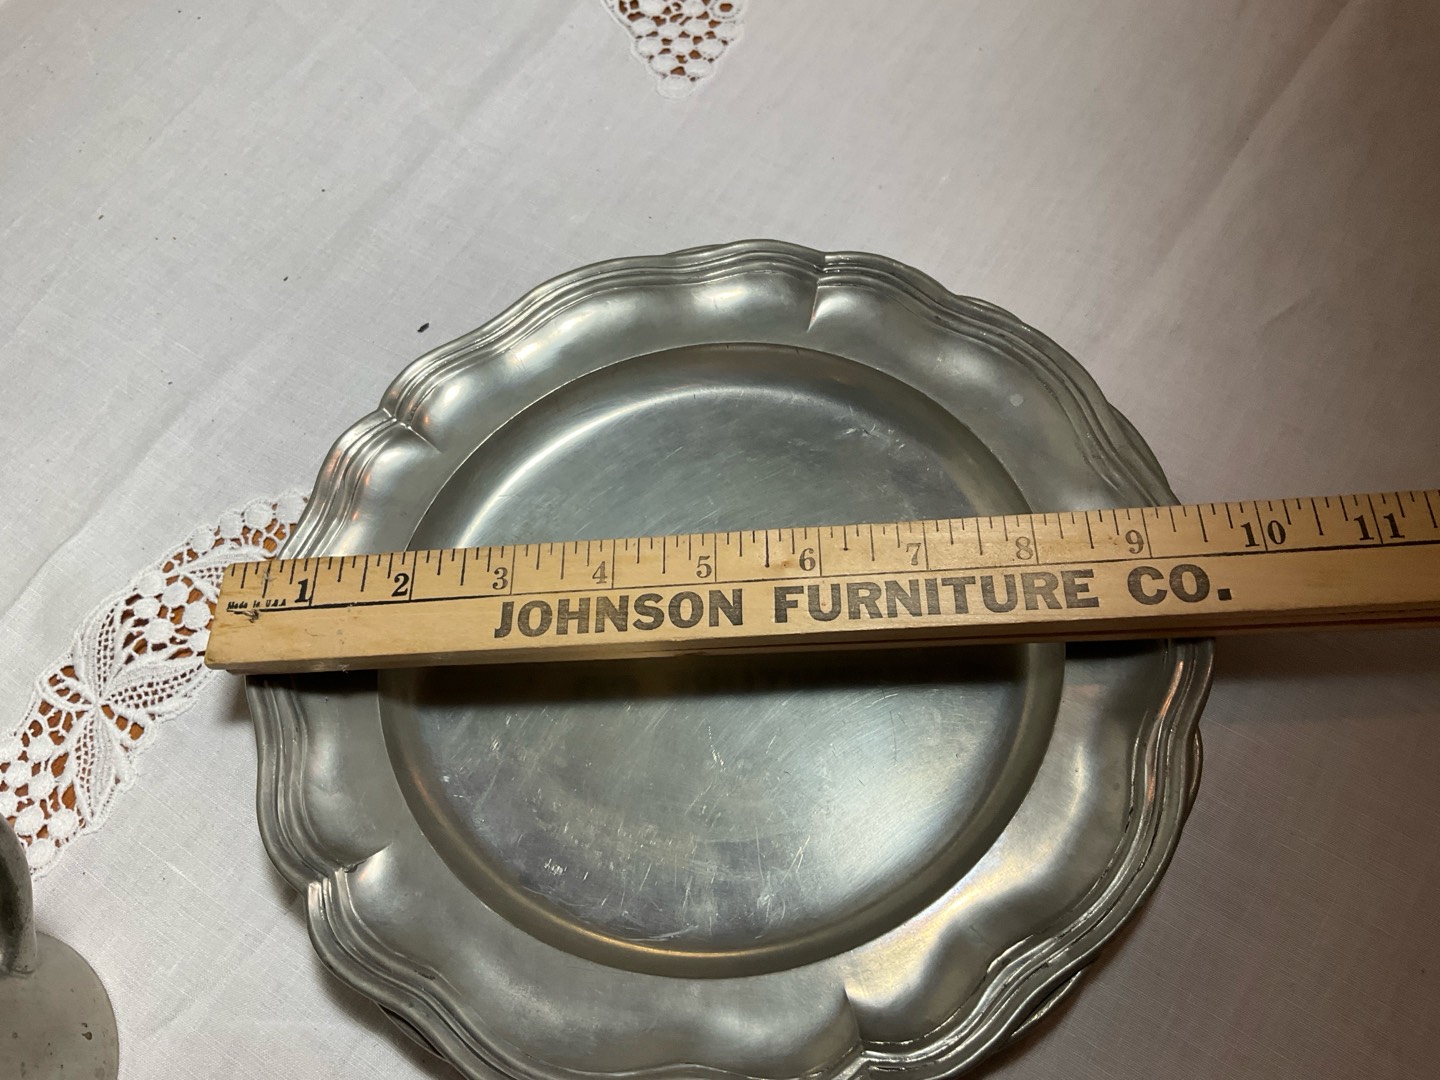 1 2 3 4 5 6 7 8 9 10 11
Made in U.S.A
JOHNSON FURNITURE CO.